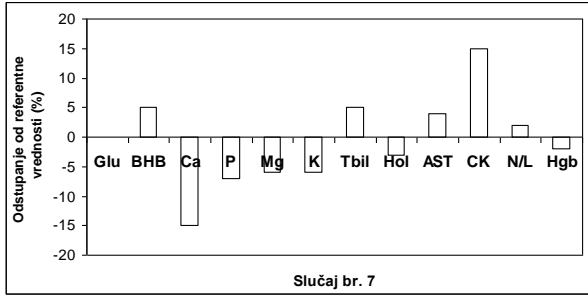 Odstupanje od referentne
vrednosti (%)
20
15
10
5
0
-5
-10
-15
-20
Glu BHB Ca P Mg K Tbil Hol AST CK N/L Hgb
Slučaj br. 7